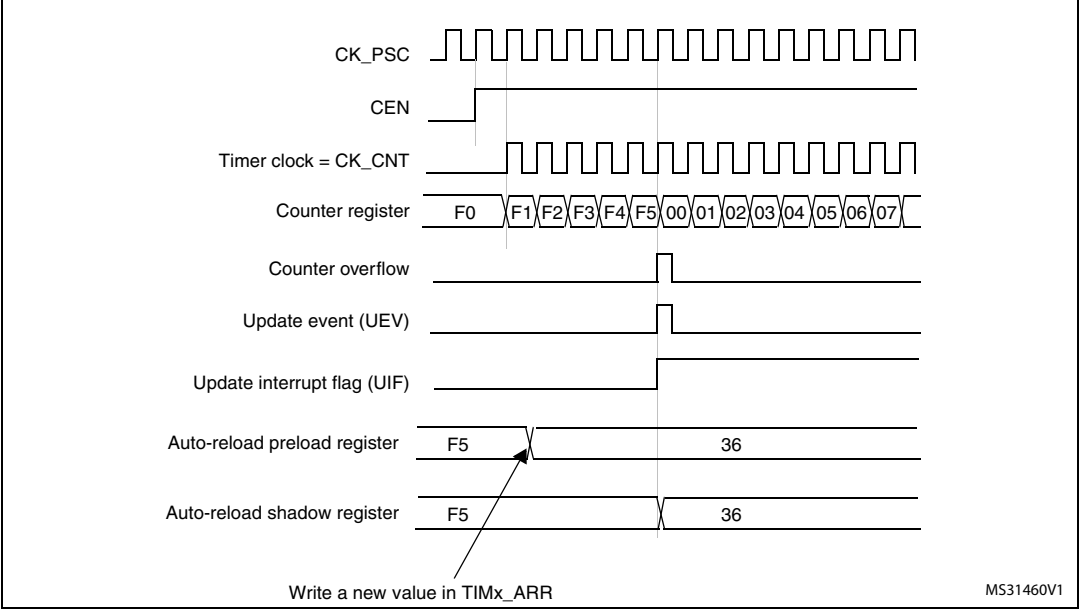 CK_PSC
CEN
Timer clock = CK_CNT
Counter register F0 F1 F2 F3 F4 F5 00 01 02 03 04 05 06 07
Counter overflow
Update event (UEV)
Update interrupt flag (UIF)
Auto-reload preload register F5 36
Auto-reload shadow register F5 36
Write a new value in TIMx_ARR
MS31460V1